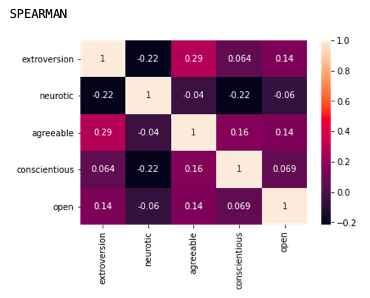 SPEARMAN
extroversion 1 -0.22 0.29 0.064 0.14
neurotic -0.22 1 -0.04 -0.22 -0.06
agreeable 0.29 -0.04 1 0.16 0.14
conscientious 0.064 -0.22 0.16 1 0.069
open 0.14 -0.06 0.14 0.069 1
extroversion
neurotic
agreeable
conscientious
open
1.0
0.8
0.6
0.4
0.2
0.0
-0.2